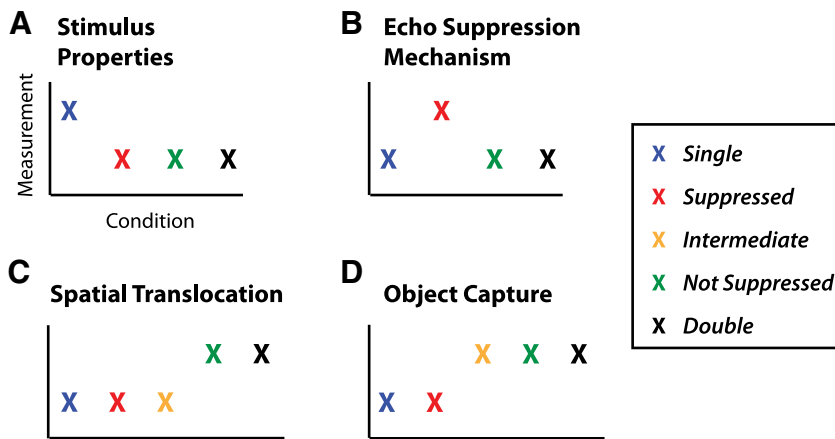 A Stimulus
Properties
Measurement
X
X X X
Condition
B Echo Suppression
Mechanism
X
X X X
X Single
X Suppressed
X Intermediate
X Not Suppressed
X Double
C Spatial Translocation
X X
X X X
D Object Capture
X X X
X X